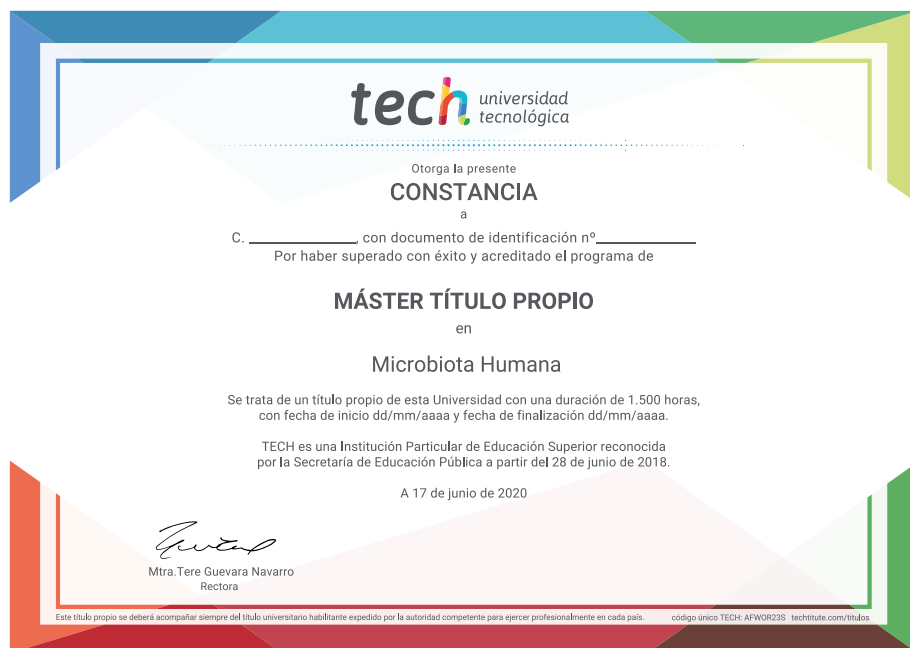 tech universidad
tecnológica
Otorga la presente
CONSTANCIA
a
C. ______________, con documento de identificación nº_____________
Por haber superado con éxito y acreditado el programa de
MÁSTER TÍTULO PROPIO
en
Microbiota Humana
Se trata de un título propio de esta Universidad con una duración de 1.500 horas,
con fecha de inicio dd/mm/aaaa y fecha de finalización dd/mm/aaaa.
TECH es una Institución Particular de Educación Superior reconocida
por la Secretaría de Educación Pública a partir del 28 de junio de 2018.
A 17 de junio de 2020
Mtra.Tere Guevara Navarro
Rectora
Este título propio se deberá acompañar siempre del título universitario habilitante expedido por la autoridad competente para ejercer profesionalmente en cada país. código único TECH: AFWOR23S techtitute.com/titulos